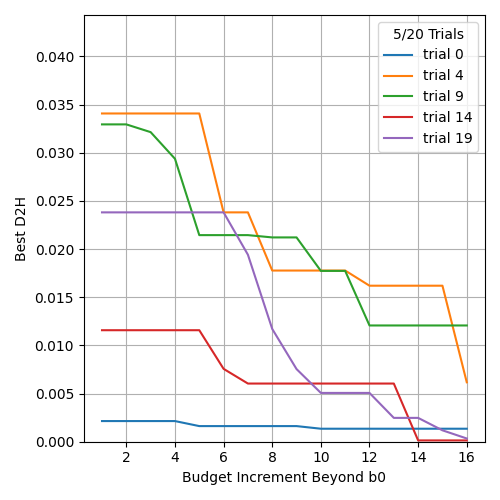 5/20 Trials
trial 0
trial 4
trial 9
trial 14
trial 19
Best D2H
0.040
0.035
0.030
0.025
0.020
0.015
0.010
0.005
0.000
2 4 6 8 10 12 14 16
Budget Increment Beyond b0